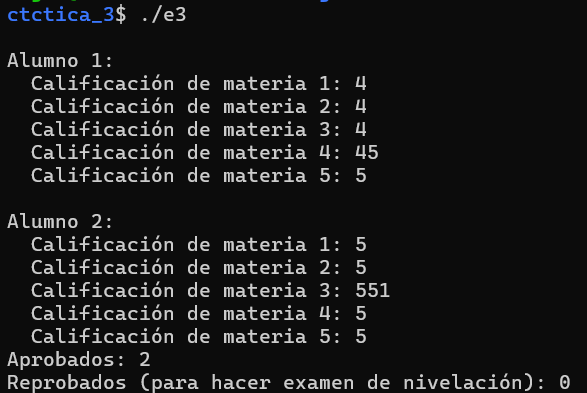 ctctica_3$ ./e3
Alumno 1:
Calificación de materia 1: 4
Calificación de materia 2: 4
Calificación de materia 3: 4
Calificación de materia 4: 45
Calificación de materia 5: 5
Alumno 2:
Calificación de materia 1: 5
Calificación de materia 2: 5
Calificación de materia 3: 551
Calificación de materia 4: 5
Calificación de materia 5: 5
Aprobados: 2
Reprobados (para hacer examen de nivelación): 0